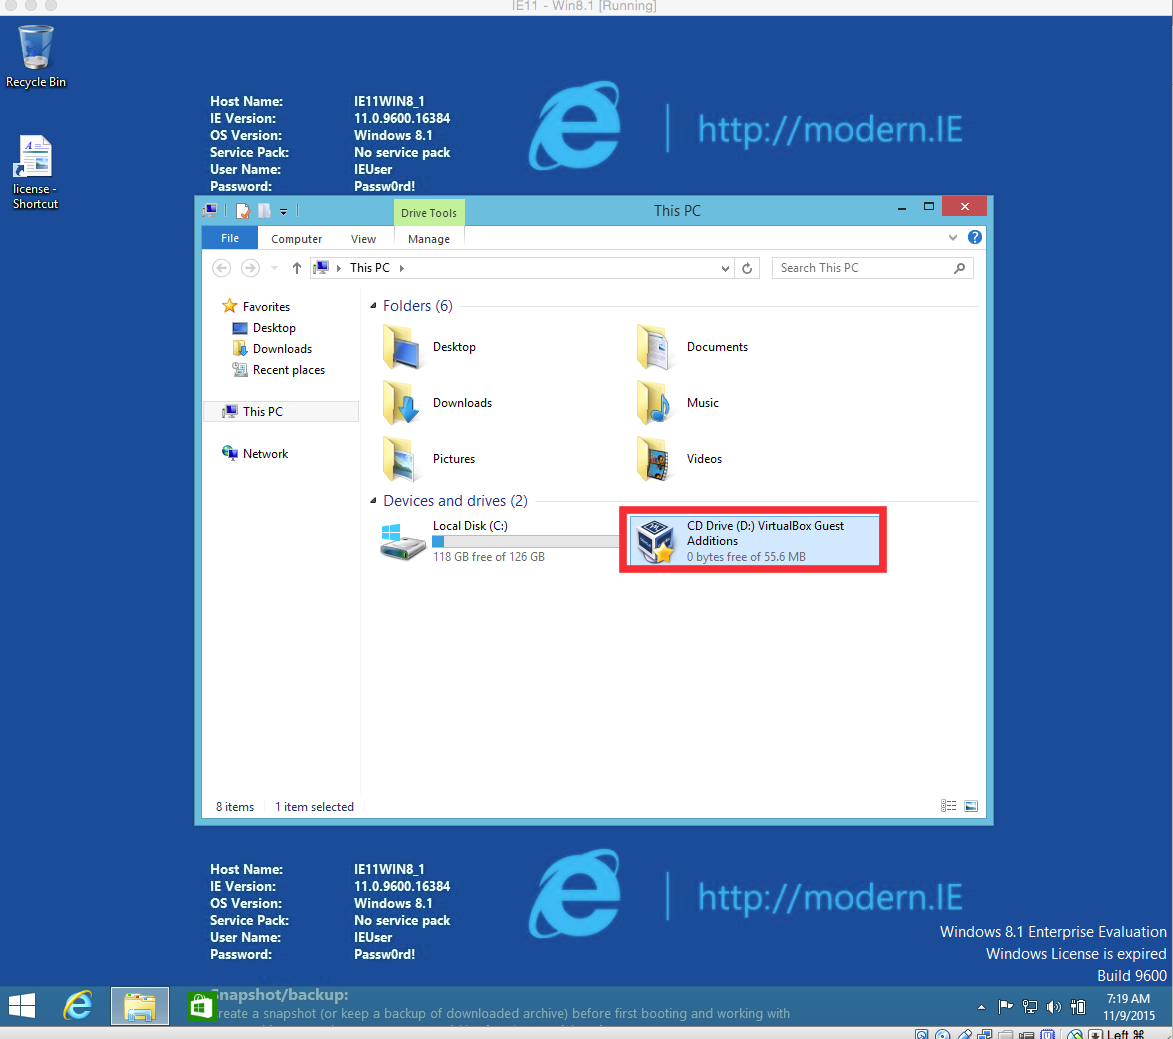 IE11 - Win8.1 [Running]
Recycle Bin
license -
Shortcut
Host Name: IE11WIN8_1
IE Version: 11.0.9600.16384
OS Version: Windows 8.1
Service Pack: No service pack
User Name: IEUser
Password: Passw0rd!
http://modern.IE
Drive Tools
This PC
File Computer View Manage
This PC
Search This PC
Favorites
Desktop
Downloads
Recent places
This PC
Network
Folders (6)
Desktop
Documents
Downloads
Music
Pictures
Videos
Devices and drives (2)
Local Disk (C:)
118 GB free of 126 GB
CD Drive (D:) VirtualBox Guest
Additions
0 bytes free of 55.6 MB
8 items 1 item selected
Host Name: IE11WIN8_1
IE Version: 11.0.9600.16384
OS Version: Windows 8.1
Service Pack: No service pack
User Name: IEUser
Password: Passw0rd!
http://modern.IE
Windows 8.1 Enterprise Evaluation
Windows License is expired
Build 9600
Snapshot/backup:
reate a snapshot (or keep a backup of downloaded archive) before first booting and working with
7:19 AM
11/9/2015
Left ⌘